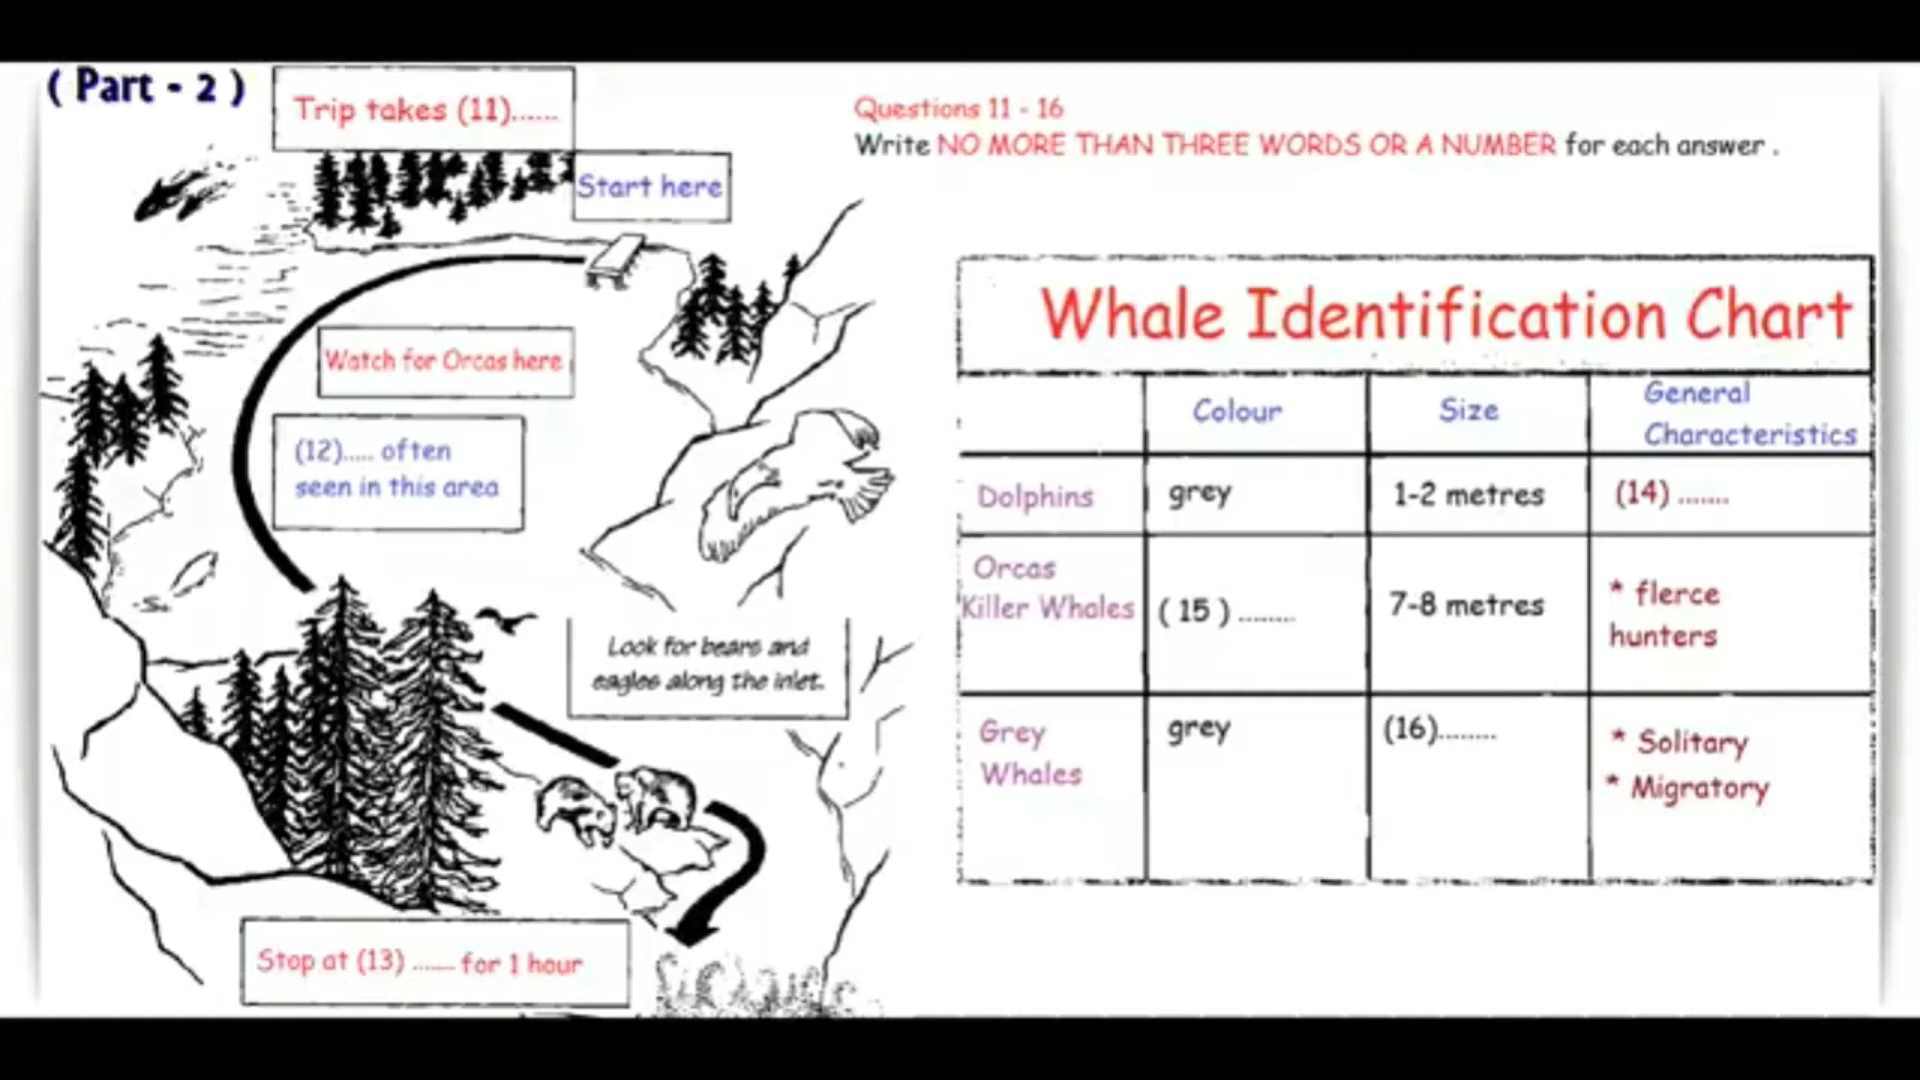 ( Part - 2 )
Trip takes (11)......
Start here
Watch for Orcas here
(12)..... often
seen in this area
Look for bears and
eagles along the inlet.
Stop at (13) ...... for 1 hour
Questions 11 - 16
Write NO MORE THAN THREE WORDS OR A NUMBER for each answer .
Whale Identification Chart
Colour
Size
General
Characteristics
Dolphins
grey
1-2 metres
(14) .......
Orcas
Killer Whales
( 15 ) ........
7-8 metres
* flerce
hunters
Grey
Whales
grey
(16)........
* Solitary
* Migratory